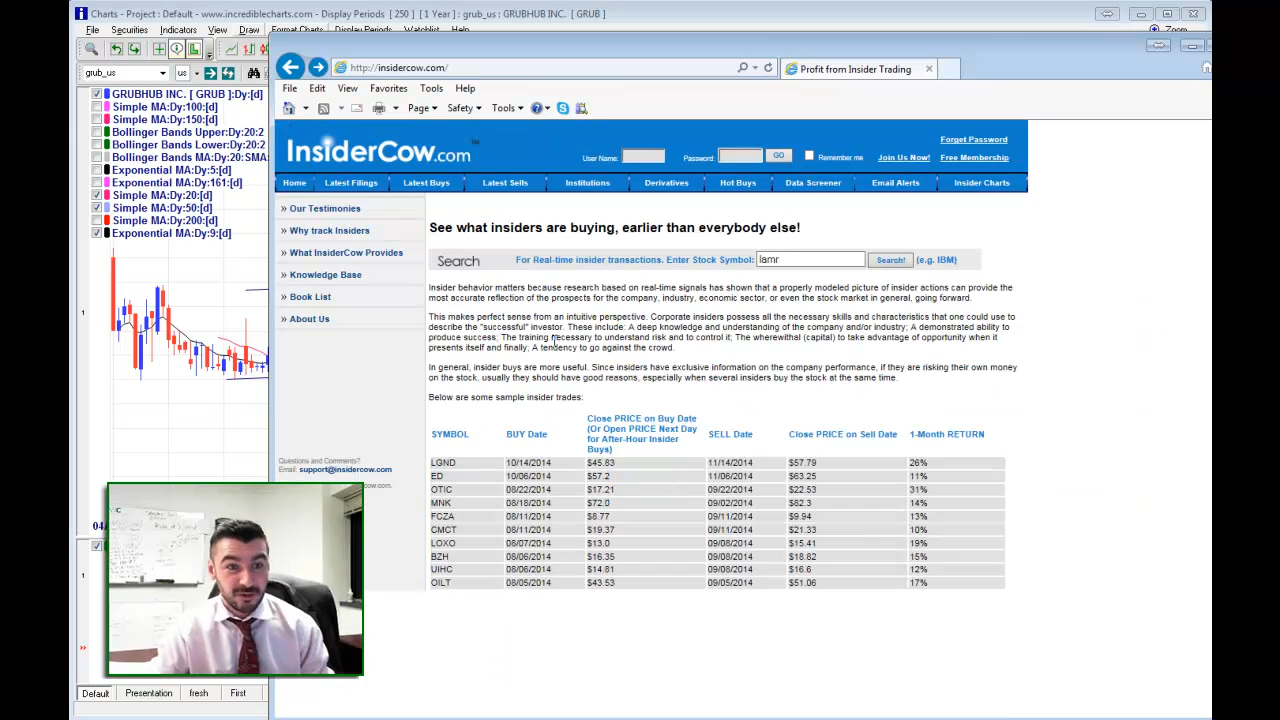 Charts - Project : Default - www.incrediblecharts.com - Display Periods [ 250 ] [ 1 Year ] : grub_us : GRUBHUB INC. [ GRUB ]
File Securities Indicators View Draw Format Charts Display Periods Watchlists Help
Zoom
grub_us us
GRUBHUB INC. [ GRUB ]:Dy:[d]
Simple MA:Dy:100:[d]
Simple MA:Dy:150:[d]
Bollinger Bands Upper:Dy:20:2
Bollinger Bands Lower:Dy:20:2
Bollinger Bands MA:Dy:20:SMA
Exponential MA:Dy:5:[d]
Exponential MA:Dy:161:[d]
Simple MA:Dy:20:[d]
Simple MA:Dy:50:[d]
Simple MA:Dy:200:[d]
Exponential MA:Dy:9:[d]
1
04/
1
Default Presentation fresh First
http://insidercow.com/
Profit from Insider Trading
File Edit View Favorites Tools Help
Page Safety Tools
InsiderCow.com™
Forget Password
User Name: Password: GO Remember me Join Us Now! Free Membership
Home Latest Filings Latest Buys Latest Sells Institutions Derivatives Hot Buys Data Screener Email Alerts Insider Charts
» Our Testimonies
» Why track Insiders
» What InsiderCow Provides
» Knowledge Base
» Book List
» About Us
Questions and Comments?
Email: support@insidercow.com
See what insiders are buying, earlier than everybody else!
Search For Real-time insider transactions. Enter Stock Symbol: lamr Search! (e.g. IBM)
Insider behavior matters because research based on real-time signals has shown that a properly modeled picture of insider actions can provide the
most accurate reflection of the prospects for the company, industry, economic sector, or even the stock market in general, going forward.
This makes perfect sense from an intuitive perspective. Corporate insiders possess all the necessary skills and characteristics that one could use to
describe the "successful" investor. These include: A deep knowledge and understanding of the company and/or industry; A demonstrated ability to
produce success; The training necessary to understand risk and to control it; The wherewithal (capital) to take advantage of opportunity when it
presents itself and finally; A tendency to go against the crowd.
In general, insider buys are more useful. Since insiders have exclusive information on the company performance, if they are risking their own money
on the stock, usually they should have good reasons, especially when several insiders buy the stock at the same time.
Below are some sample insider trades:
SYMBOL BUY Date Close PRICE on Buy Date (Or Open PRICE Next Day for After-Hour Insider Buys) SELL Date Close PRICE on Sell Date 1-Month RETURN
LGND 10/14/2014 $45.83 11/14/2014 $57.79 26%
ED 10/06/2014 $57.2 11/06/2014 $63.25 11%
OTIC 08/22/2014 $17.21 09/22/2014 $22.53 31%
MNK 08/18/2014 $72.0 09/02/2014 $82.3 14%
FCZA 08/11/2014 $8.77 09/11/2014 $9.94 13%
CMCT 08/11/2014 $19.37 09/11/2014 $21.33 10%
LOXO 08/07/2014 $13.0 09/08/2014 $15.41 19%
BZH 08/06/2014 $16.35 09/08/2014 $18.82 15%
UIHC 08/06/2014 $14.81 09/08/2014 $16.6 12%
OILT 08/05/2014 $43.53 09/05/2014 $51.06 17%